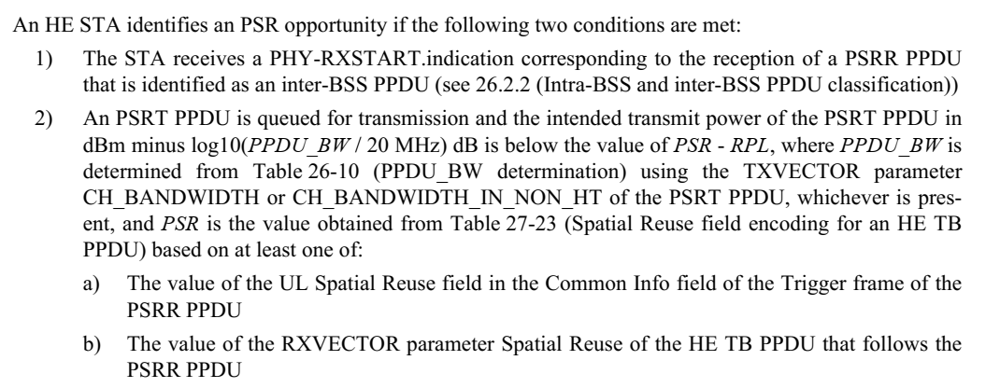 An HE STA identifies an PSR opportunity if the following two conditions are met:
1) The STA receives a PHY-RXSTART.indication corresponding to the reception of a PSRR PPDU
that is identified as an inter-BSS PPDU (see 26.2.2 (Intra-BSS and inter-BSS PPDU classification))
2) An PSRT PPDU is queued for transmission and the intended transmit power of the PSRT PPDU in
dBm minus log10(PPDU_BW / 20 MHz) dB is below the value of PSR - RPL, where PPDU_BW is
determined from Table 26-10 (PPDU_BW determination) using the TXVECTOR parameter
CH_BANDWIDTH or CH_BANDWIDTH_IN_NON_HT of the PSRT PPDU, whichever is pres-
ent, and PSR is the value obtained from Table 27-23 (Spatial Reuse field encoding for an HE TB
PPDU) based on at least one of:
a) The value of the UL Spatial Reuse field in the Common Info field of the Trigger frame of the
PSRR PPDU
b) The value of the RXVECTOR parameter Spatial Reuse of the HE TB PPDU that follows the
PSRR PPDU